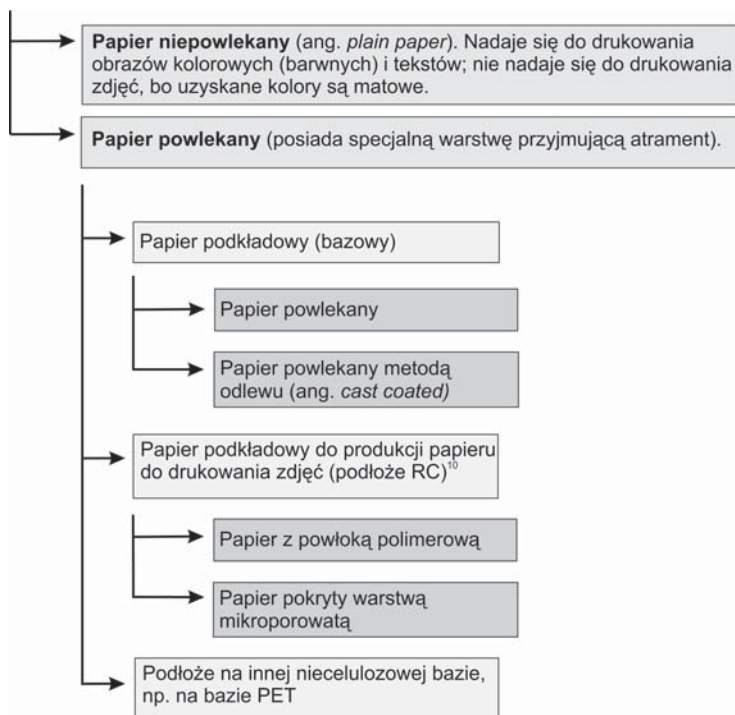 Papier niepowlekany (ang. plain paper). Nadaje się do drukowania
obrazów kolorowych (barwnych) i tekstów; nie nadaje się do drukowania
zdjęć, bo uzyskane kolory są matowe.
Papier powlekany (posiada specjalną warstwę przyjmującą atrament).
Papier podkładowy (bazowy)
Papier powlekany
Papier powlekany metodą
odlewu (ang. cast coated)
Papier podkładowy do produkcji papieru
do drukowania zdjęć (podłoże RC)¹⁰
Papier z powłoką polimerową
Papier pokryty warstwą
mikroporowatą
Podłoże na innej niecelulozowej bazie,
np. na bazie PET